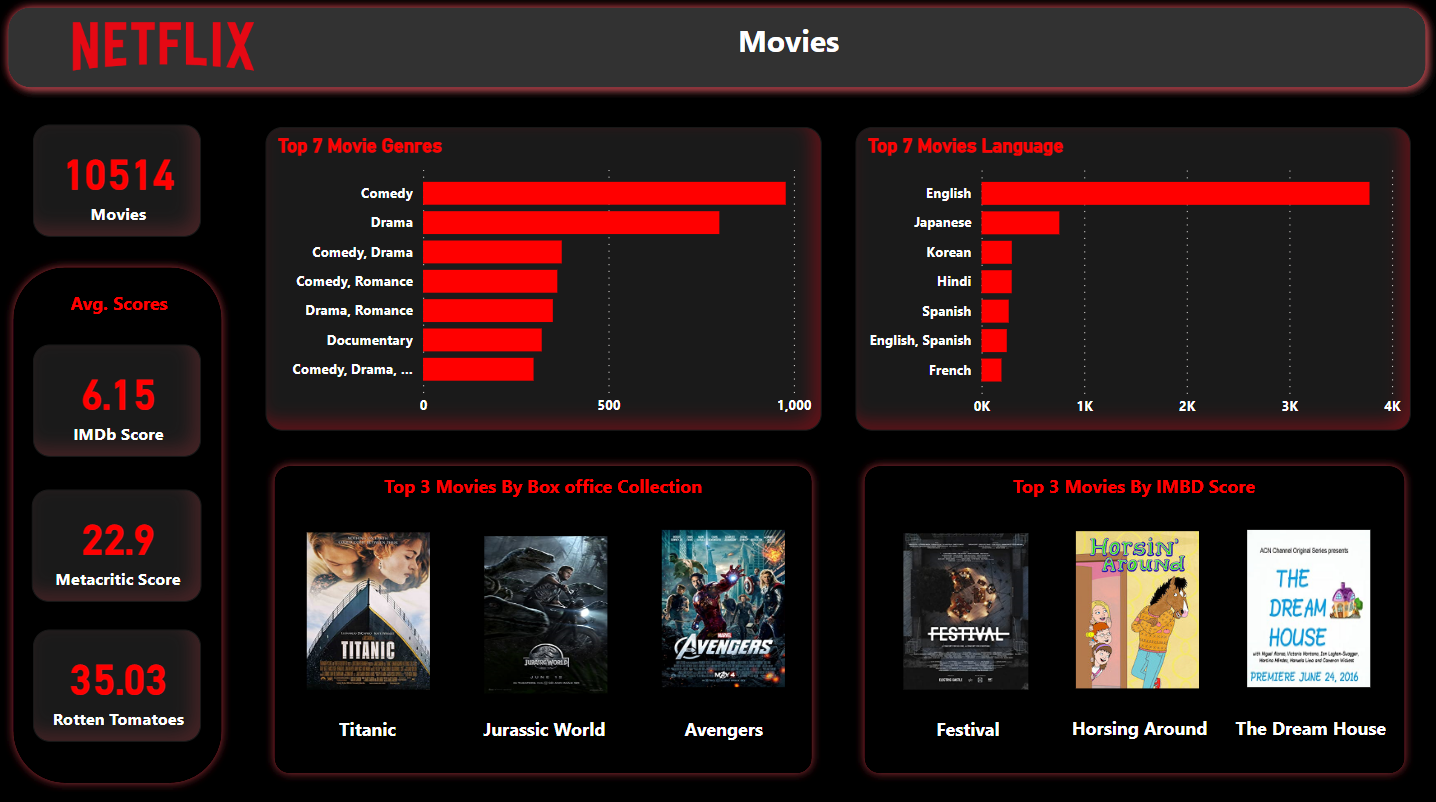 NETFLIX
Movies
10514
Movies
Avg. Scores
6.15
IMDb Score
22.9
Metacritic Score
35.03
Rotten Tomatoes
Top 7 Movie Genres
Comedy
Drama
Comedy, Drama
Comedy, Romance
Drama, Romance
Documentary
Comedy, Drama, ...
0
500
1,000
Top 7 Movies Language
English
Japanese
Korean
Hindi
Spanish
English, Spanish
French
0K
1K
2K
3K
4K
Top 3 Movies By Box office Collection
TITANIC
JURASSIC WORLD
JUNE 12
MARVEL
AVENGERS
MAY 4
Titanic
Jurassic World
Avengers
Top 3 Movies By IMBD Score
FESTIVAL
Horsin'
Around
ACN Channel Original Series presents
THE
DREAM
HOUSE
PREMIERE JUNE 24, 2016
Festival
Horsing Around
The Dream House